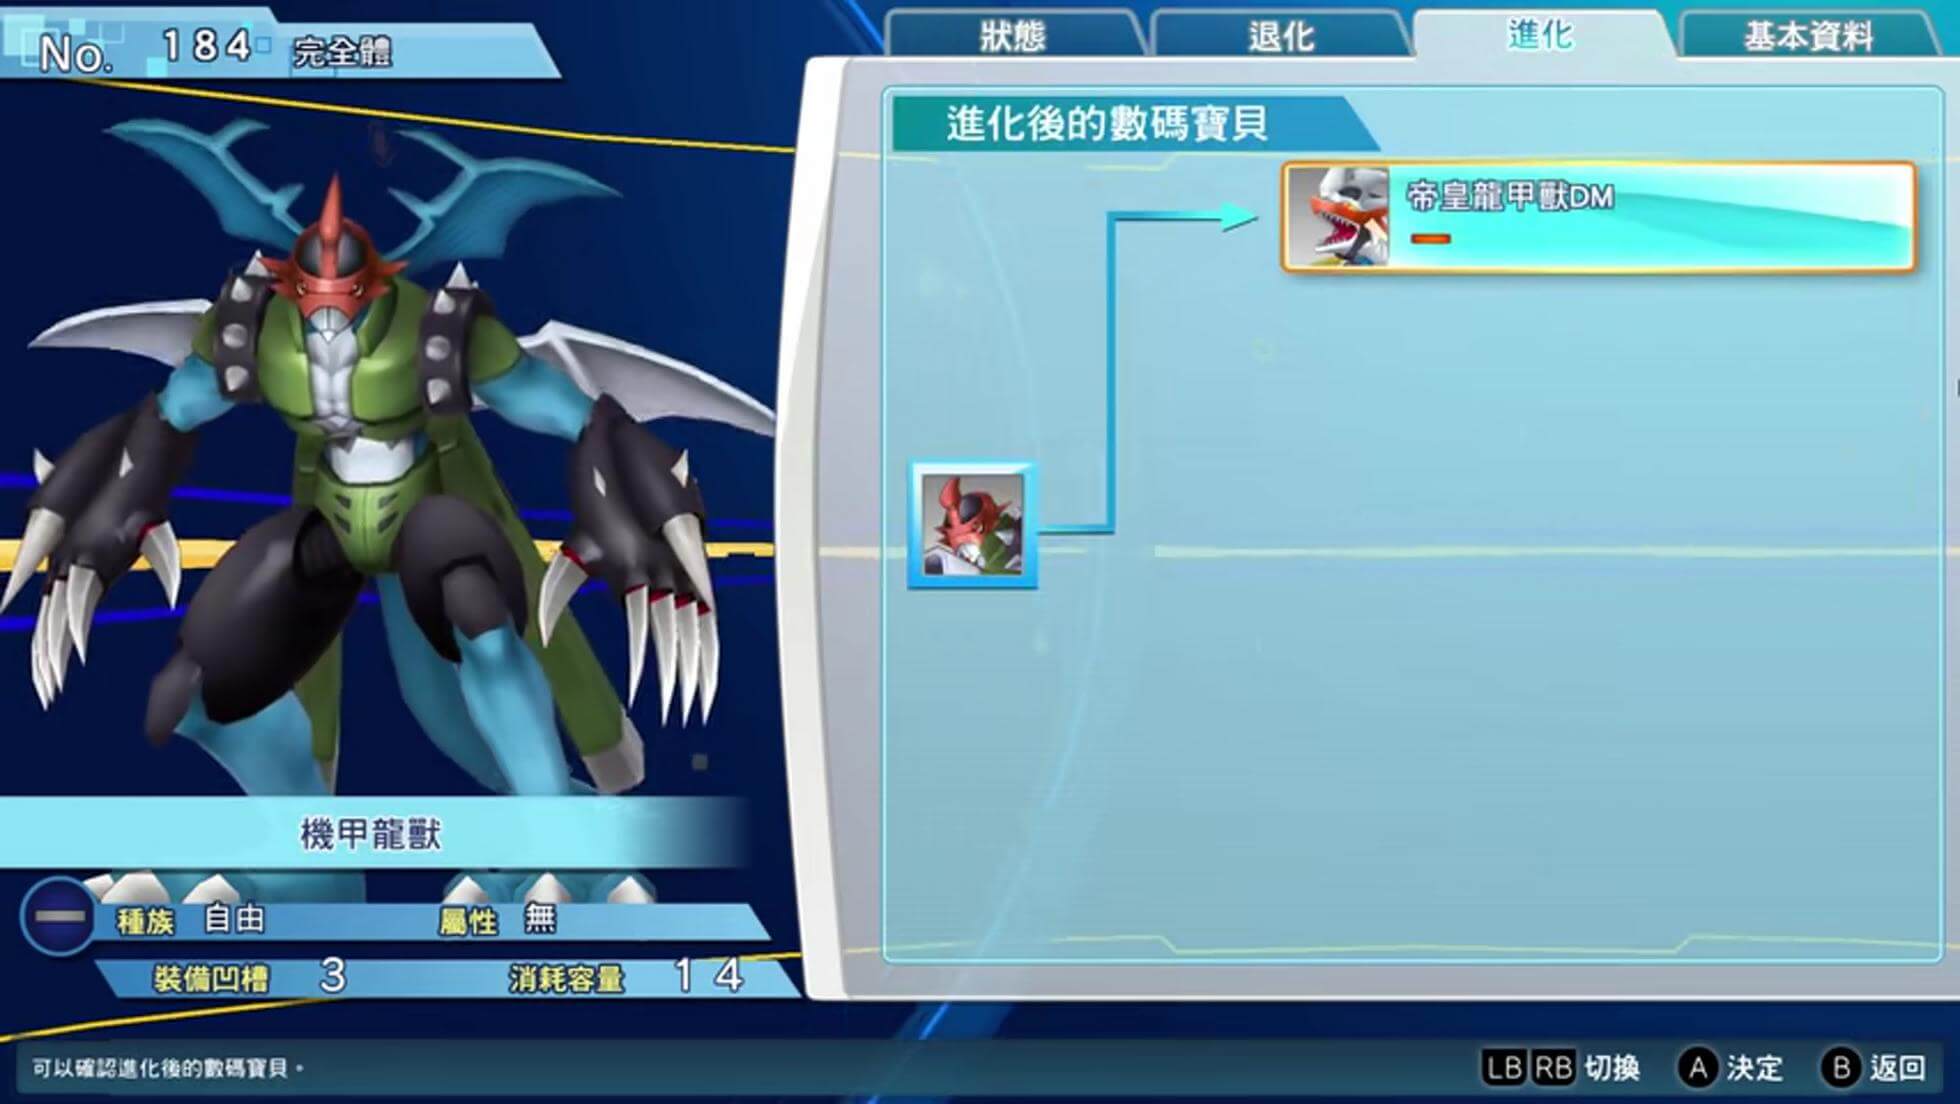 No. 184 完全體
狀態
退化
進化
基本資料
進化後的數碼寶貝
帝皇龍甲獸DM
機甲龍獸
種族 自由 屬性 無
裝備凹槽 3 消耗容量 14
可以確認進化後的數碼寶貝。
LB RB 切換 A 決定 B 返回